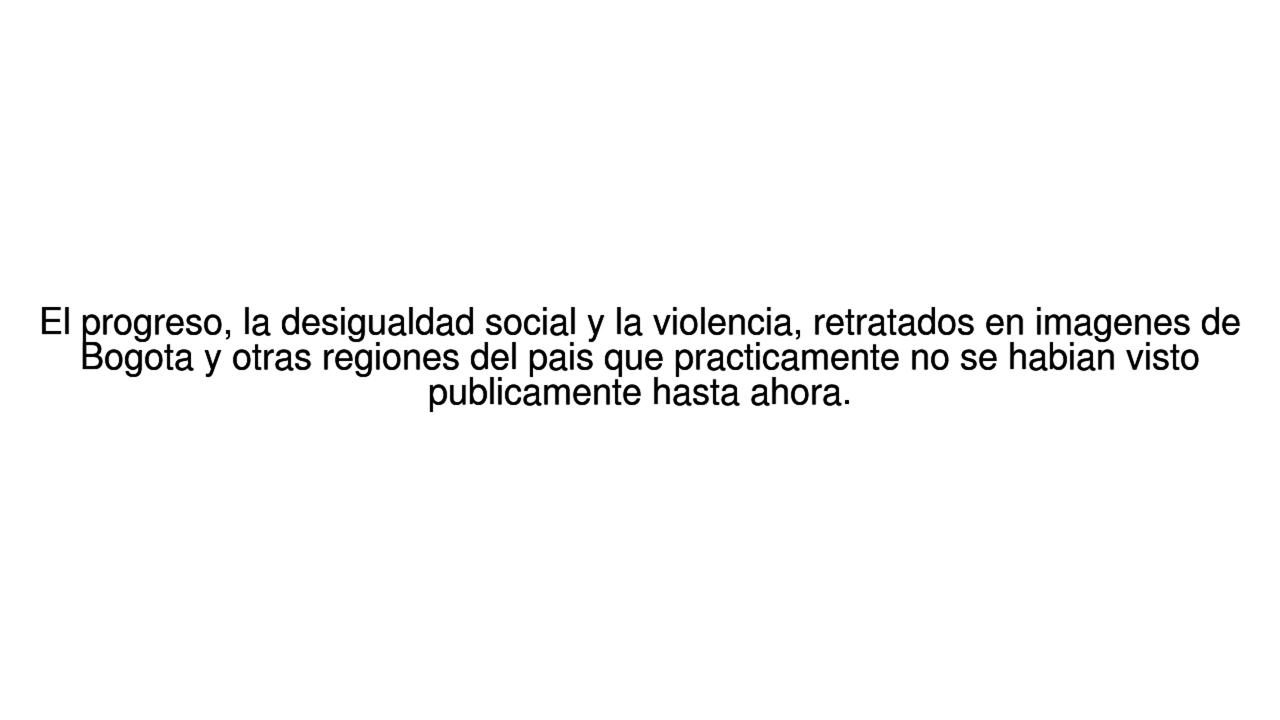 El progreso, la desigualdad social y la violencia, retratados en imagenes de
Bogota y otras regiones del pais que practicamente no se habian visto
publicamente hasta ahora.